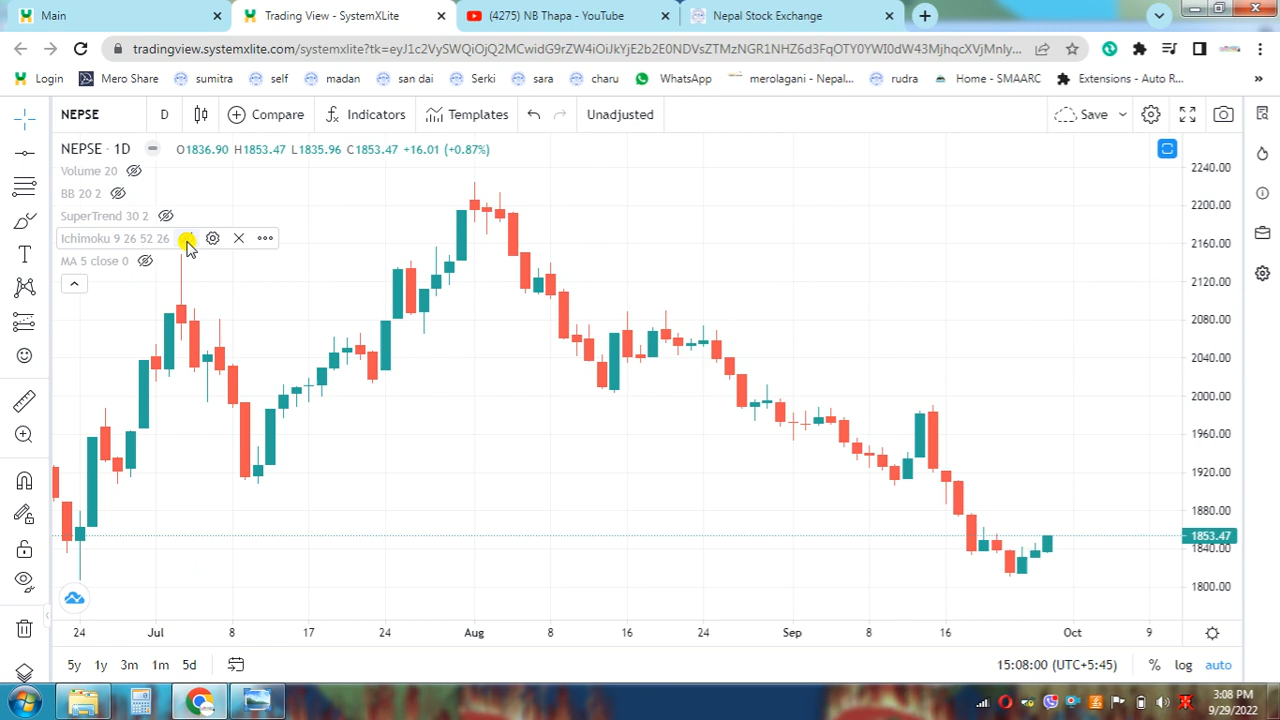 Main
Trading View - SystemXLite
(4275) NB Thapa - YouTube
Nepal Stock Exchange
tradingview.systemxlite/systemxlite?tk=
Login
Mero Share
sumitra
self
madan
san dai
Serki
sara
charu
WhatsApp
merolagani - Nepal...
rudra
Home - SMAARC
Extensions - Auto R...
»
NEPSE
D
Compare
Indicators
Templates
Unadjusted
Save
NEPSE · 1D
O1836.90 H1853.47 L1835.96 C1853.47 +16.01 (+0.87%)
Volume 20
BB 20 2
SuperTrend 30 2
Ichimoku 9 26 52 26
MA 5 close 0
2240.00
2200.00
2160.00
2120.00
2080.00
2040.00
2000.00
1960.00
1920.00
1880.00
1853.47
1840.00
1800.00
24
Jul
8
17
24
Aug
8
16
24
Sep
8
16
Oct
9
5y
1y
3m
1m
5d
15:08:00 (UTC+5:45)
%
log
auto
3:08 PM
9/29/2022